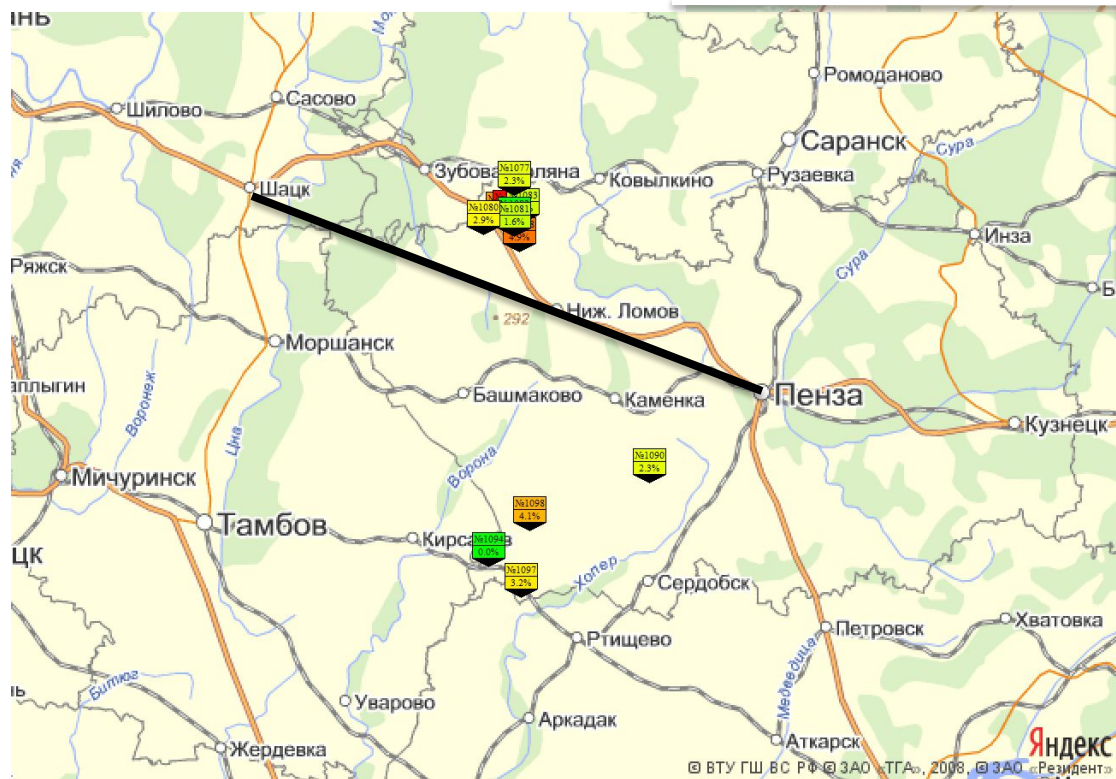 Ромоданово
Сасово
Шилово
Саранск
Сура
Ковылкино
Рузаевка
№1077
2.3%
Шацк
№1080
2.9%
№1081
1.6%
4.9%
Инза
Сура
Ряжск
Ниж. Ломов
292
Моршанск
Воронеж
Цна
Башмаково
Каменка
Пенза
Кузнецк
Мичуринск
Ворона
№1090
2.3%
Тамбов
№1098
4.1%
№1094
0.0%
№1097
3.2%
Хопер
Сердобск
Ртищево
Петровск
Хватовка
Медведица
Битюг
Уварово
Аркадак
Аткарск
Жердевка
Яндекс
© ВТУ ГШ ВС РФ © ЗАО «ТГА», 2008, © ЗАО «Резидент»